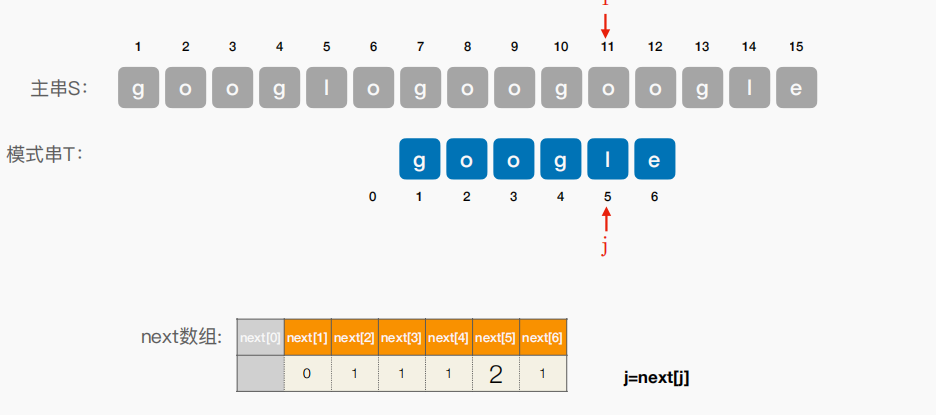 i
1 2 3 4 5 6 7 8 9 10 11 12 13 14 15
主串S: g o o g l o g o o g o o g l e
模式串T: g o o g l e
0 1 2 3 4 5 6
j
next数组: next[0] next[1] next[2] next[3] next[4] next[5] next[6]
0 1 1 1 2 1
j=next[j]